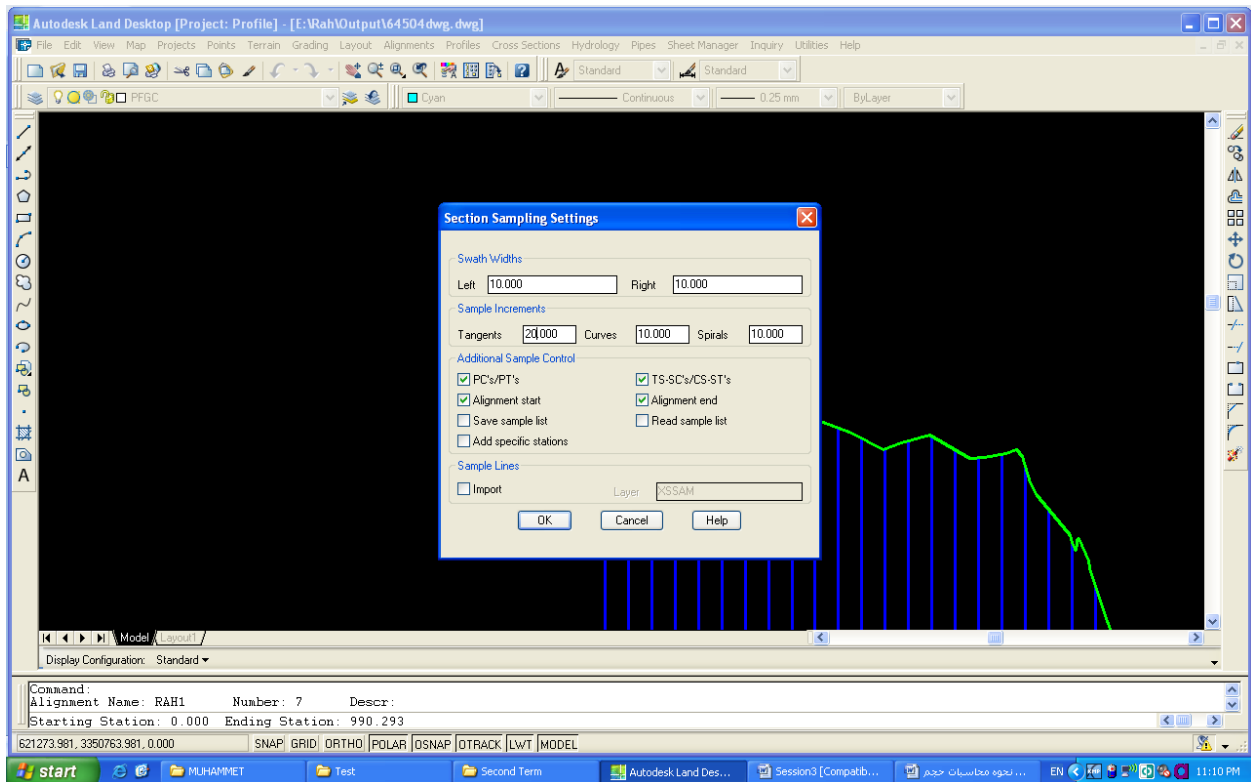 Autodesk Land Desktop [Project: Profile] - [E:\Rah\Output\64504dwg.dwg]
File Edit View Map Projects Points Terrain Grading Layout Alignments Profiles Cross Sections Hydrology Pipes Sheet Manager Inquiry Utilities Help
Standard Standard
PFGC Cyan Continuous 0.25 mm ByLayer
Section Sampling Settings
Swath Widths
Left 10.000 Right 10.000
Sample Increments
Tangents 20.000 Curves 10.000 Spirals 10.000
Additional Sample Control
PC's/PT's TS-SC's/CS-ST's
Alignment start Alignment end
Save sample list Read sample list
Add specific stations
Sample Lines
Import Layer XSSAM
OK Cancel Help
A
Model Layout1
Display Configuration: Standard
Command:
Alignment Name: RAH1 Number: 7 Descr:
Starting Station: 0.000 Ending Station: 990.293
621273.981, 3350763.981, 0.000 SNAP GRID ORTHO POLAR OSNAP OTRACK LWT MODEL
start MUHAMMET Test Second Term Autodesk Land Des... Session3 [Compatib... نحوه محاسبات حجم ... EN 11:10 PM